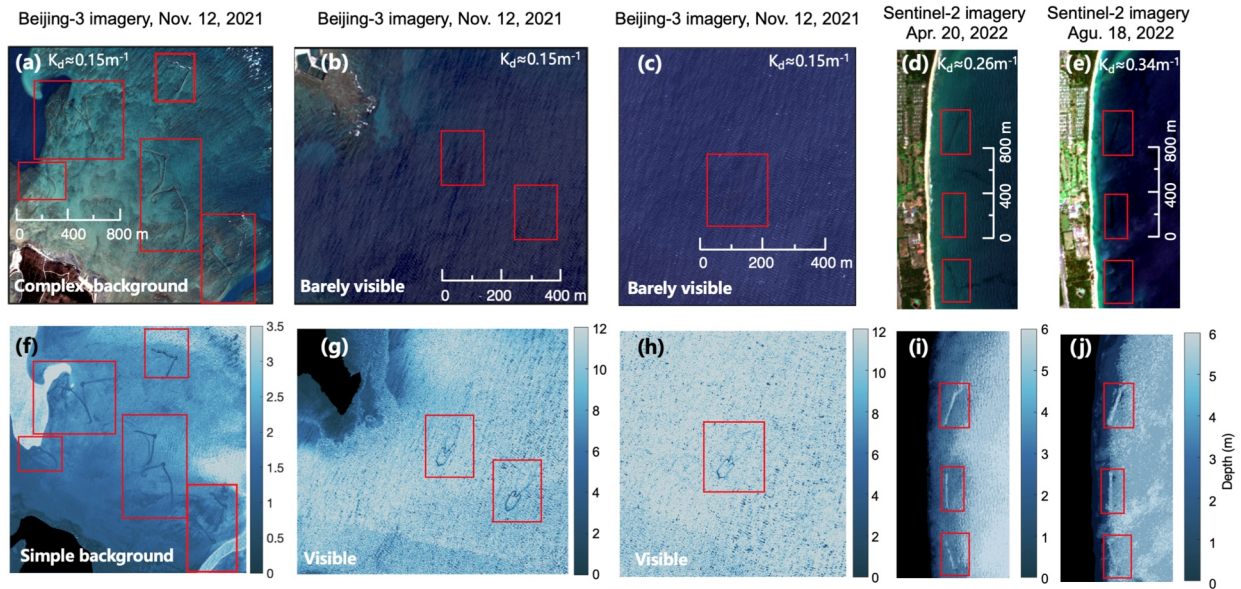 Beijing-3 imagery, Nov. 12, 2021
Beijing-3 imagery, Nov. 12, 2021
Beijing-3 imagery, Nov. 12, 2021
Sentinel-2 imagery
Apr. 20, 2022
Sentinel-2 imagery
Agu. 18, 2022
(a) Kd≈0.15m-1
0 400 800 m
Complex background
(b) Kd≈0.15m-1
0 200 400 m
Barely visible
(c) Kd≈0.15m-1
0 200 400 m
Barely visible
(d) Kd≈0.26m-1
800 m
400
0
(e) Kd≈0.34m-1
800 m
400
0
(f)
Simple background
3.5
3
2.5
2
1.5
1
0.5
0
(g)
Visible
12
10
8
6
4
2
0
(h)
Visible
12
10
8
6
4
2
0
(i)
6
5
4
3
2
1
0
(j)
6
5
4
3
2
1
0
Depth (m)